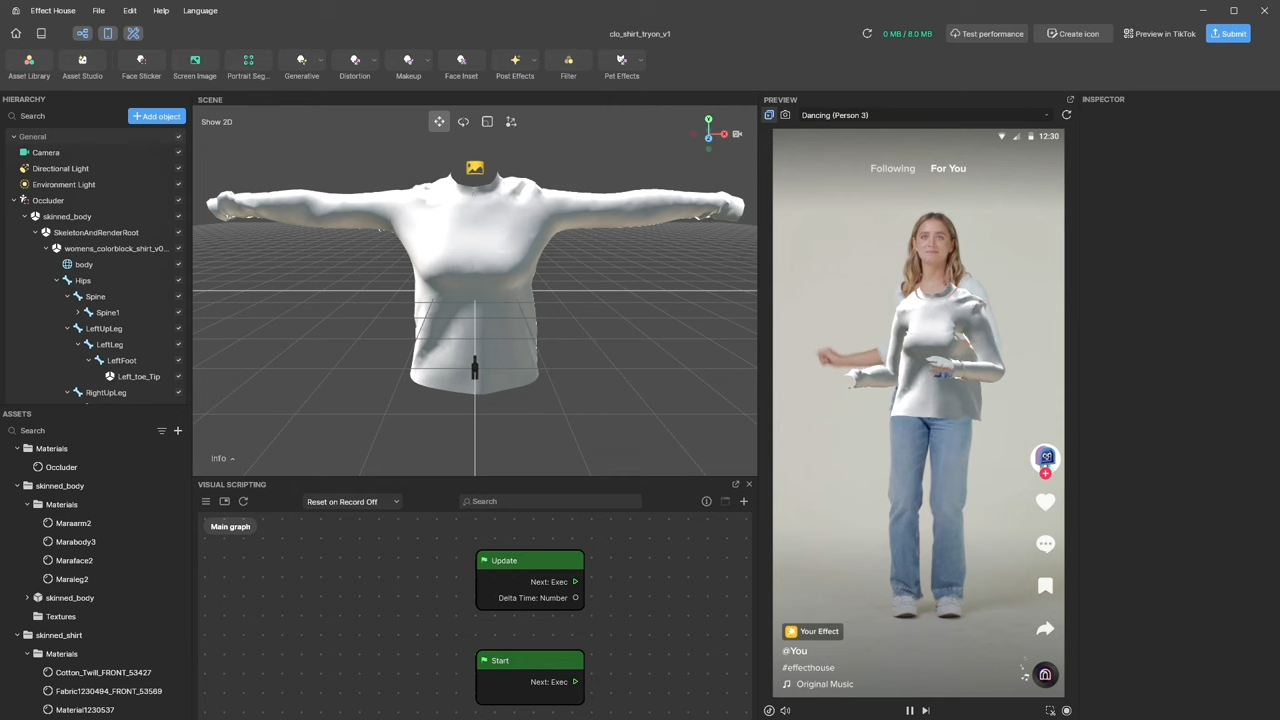 Effect House
File
Edit
Help
Language
clo_shirt_tryon_v1
0 MB / 8.0 MB
Test performance
Create icon
Preview in TikTok
Submit
Asset Library
Asset Studio
Face Sticker
Screen Image
Portrait Seg...
Generative
Distortion
Makeup
Face Inset
Post Effects
Filter
Pet Effects
HIERARCHY
Search
Add object
General
Camera
Directional Light
Environment Light
Occluder
skinned_body
SkeletonAndRenderRoot
womens_colorblock_shirt_v0...
body
Hips
Spine
Spine1
LeftUpLeg
LeftLeg
LeftFoot
Left_toe_Tip
RightUpLeg
ASSETS
Search
Materials
Occluder
skinned_body
Materials
Maraarm2
Marabody3
Maraface2
Maraleg2
skinned_body
Textures
skinned_shirt
Materials
Cotton_Twill_FRONT_53427
Fabric1230494_FRONT_53569
Material1230537
SCENE
Show 2D
Y
X
Z
Info
VISUAL SCRIPTING
Reset on Record Off
Search
Main graph
Update
Next: Exec
Delta Time: Number
Start
Next: Exec
PREVIEW
Dancing (Person 3)
12:30
Following
For You
Your Effect
@You
#effecthouse
Original Music
INSPECTOR